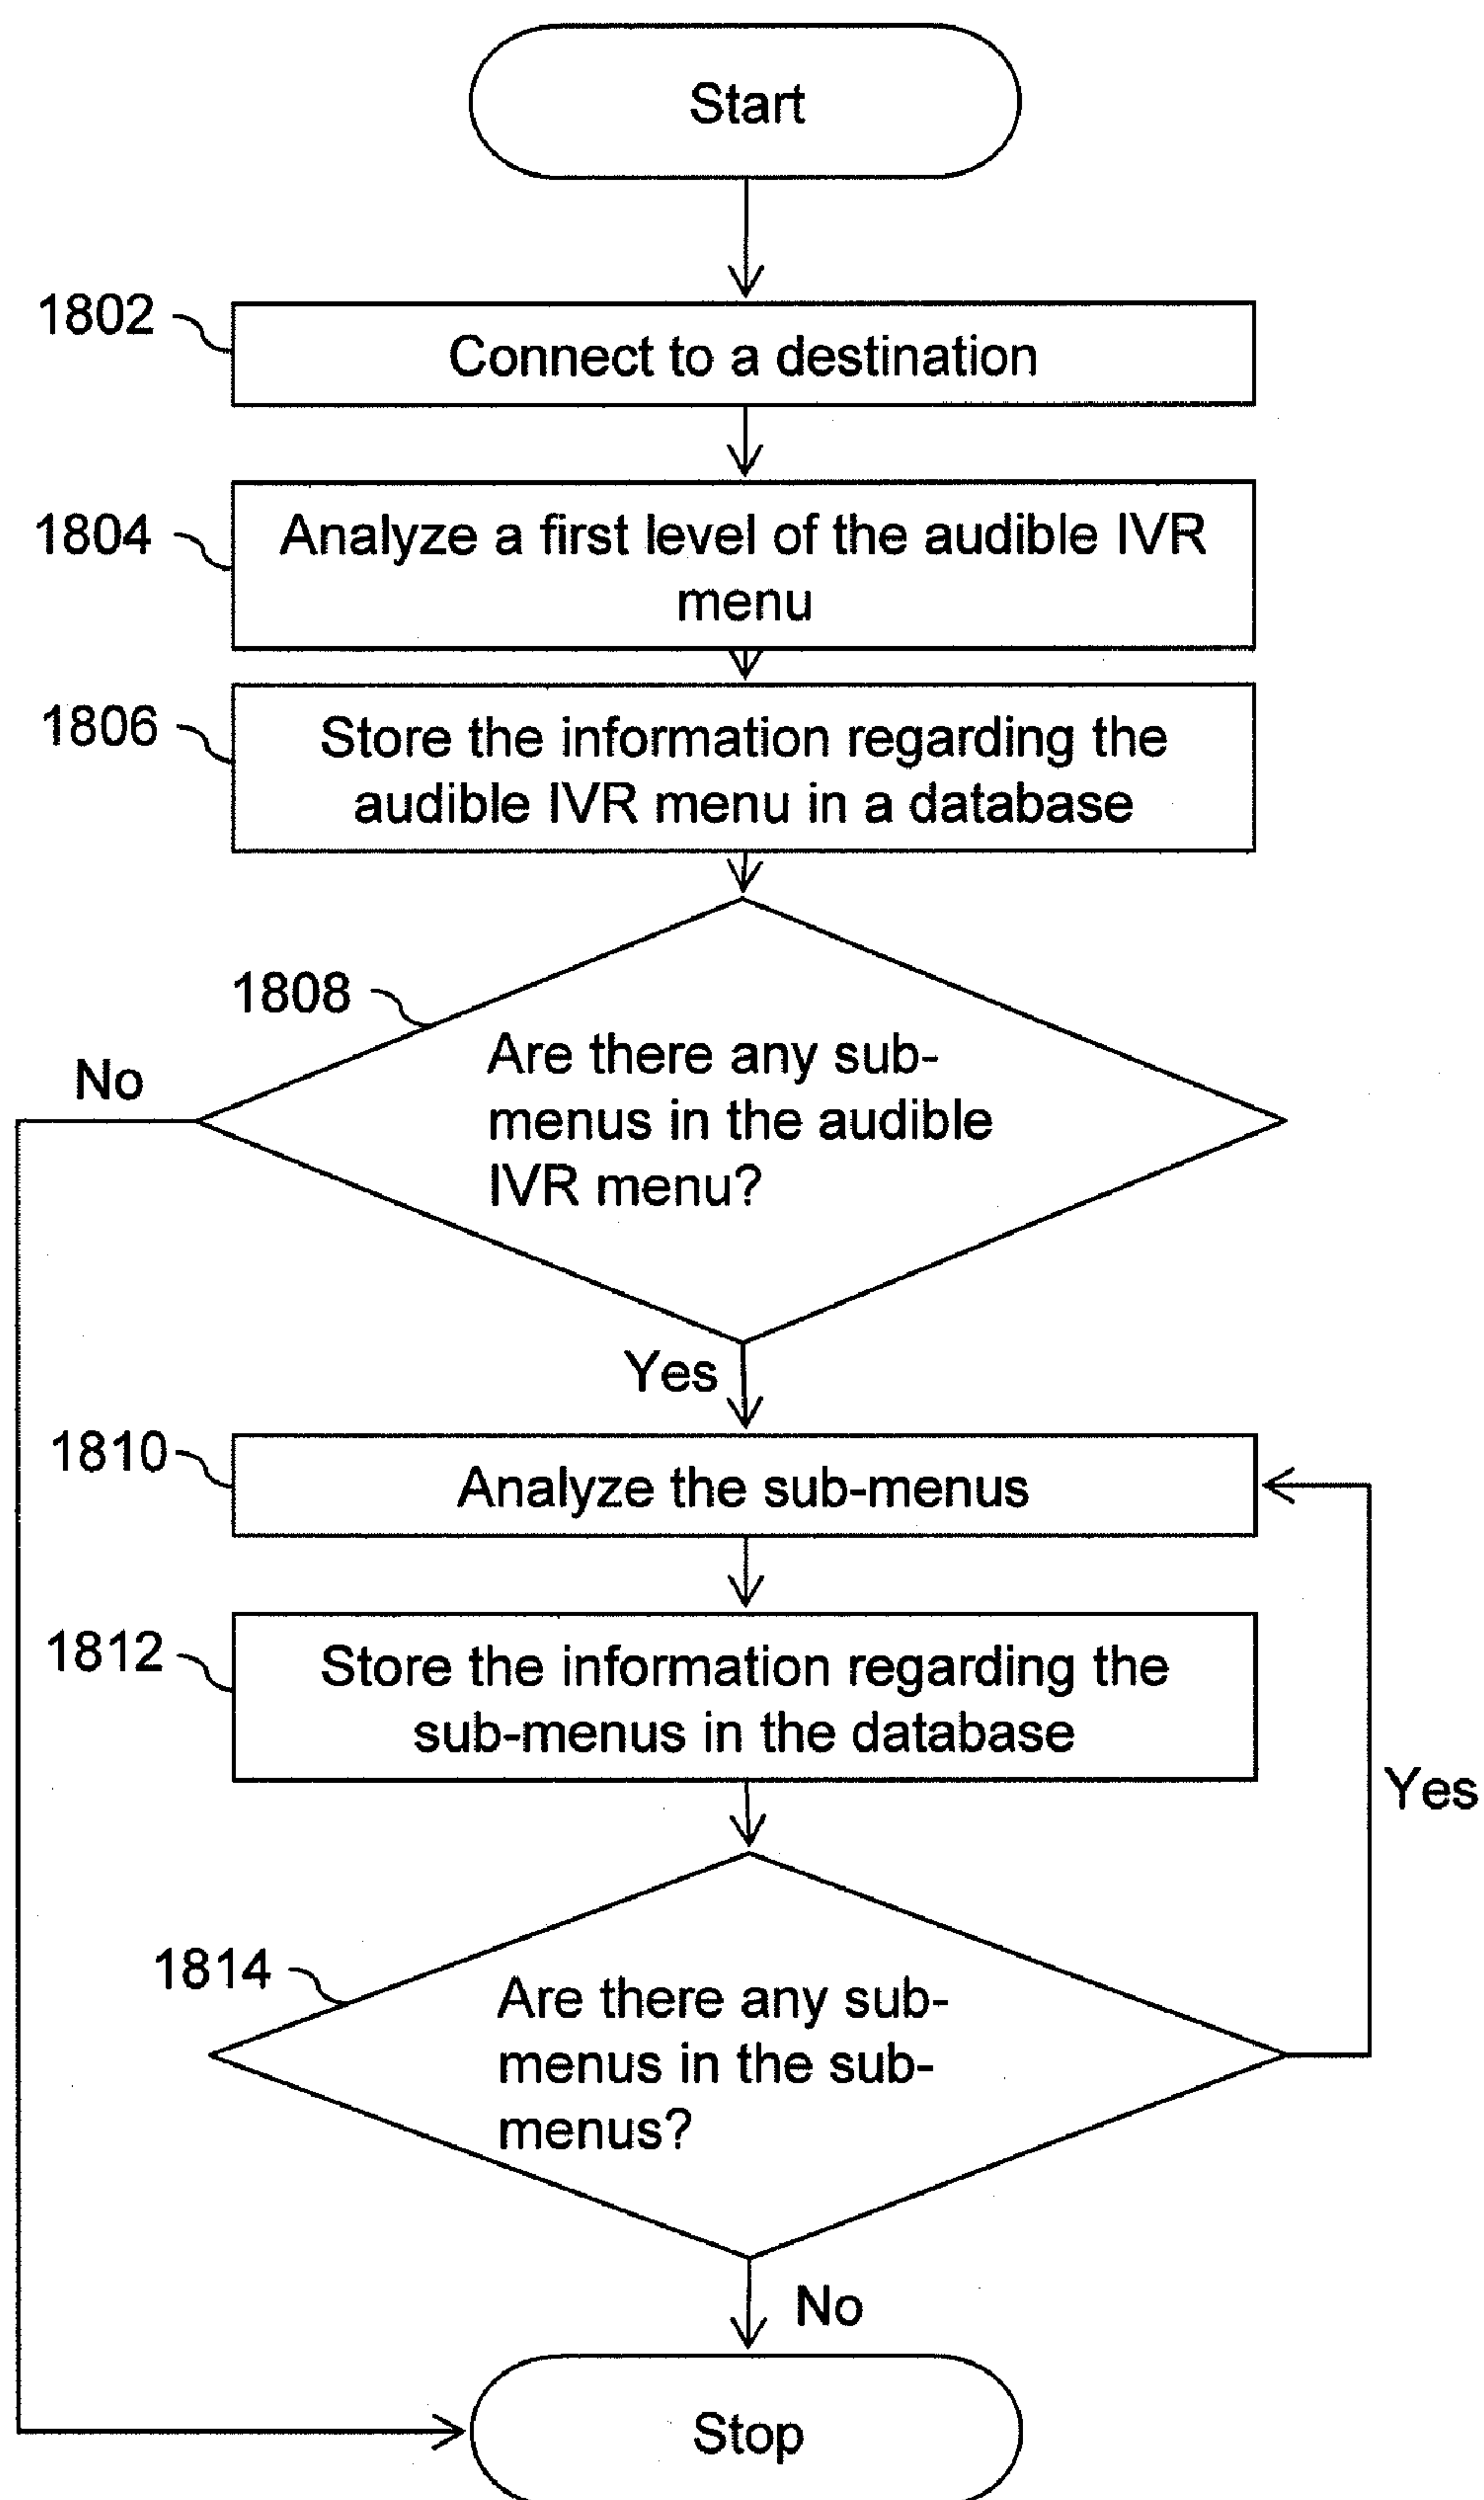 Start
1802
Connect to a destination
1804
Analyze a first level of the audible IVR
menu
1806
Store the information regarding the
audible IVR menu in a database
1808
Are there any sub-
menus in the audible
IVR menu?
No
Yes
1810
Analyze the sub-menus
1812
Store the information regarding the
sub-menus in the database
Yes
1814
Are there any sub-
menus in the sub-
menus?
No
Stop